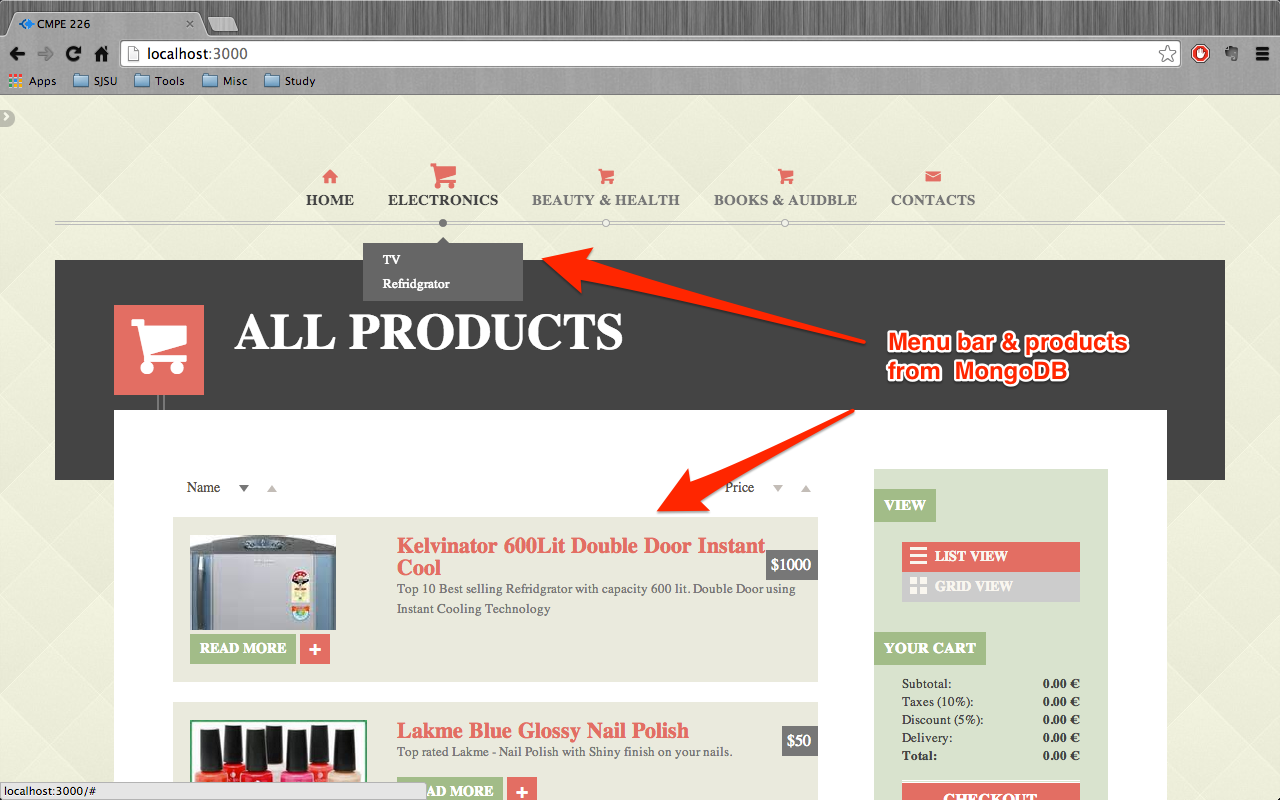 CMPE 226
localhost:3000
Apps SJSU Tools Misc Study
HOME ELECTRONICS BEAUTY & HEALTH BOOKS & AUIDBLE CONTACTS
TV
Refridgrator
ALL PRODUCTS
Menu bar & products
from MongoDB
Name Price
Kelvinator 600Lit Double Door Instant
Cool
$1000
Top 10 Best selling Refridgrator with capacity 600 lit. Double Door using
Instant Cooling Technology
READ MORE +
Lakme Blue Glossy Nail Polish
$50
Top rated Lakme - Nail Polish with Shiny finish on your nails.
AD MORE +
VIEW
LIST VIEW
GRID VIEW
YOUR CART
Subtotal: 0.00 €
Taxes (10%): 0.00 €
Discount (5%): 0.00 €
Delivery: 0.00 €
Total: 0.00 €
CHECKOUT
localhost:3000/#